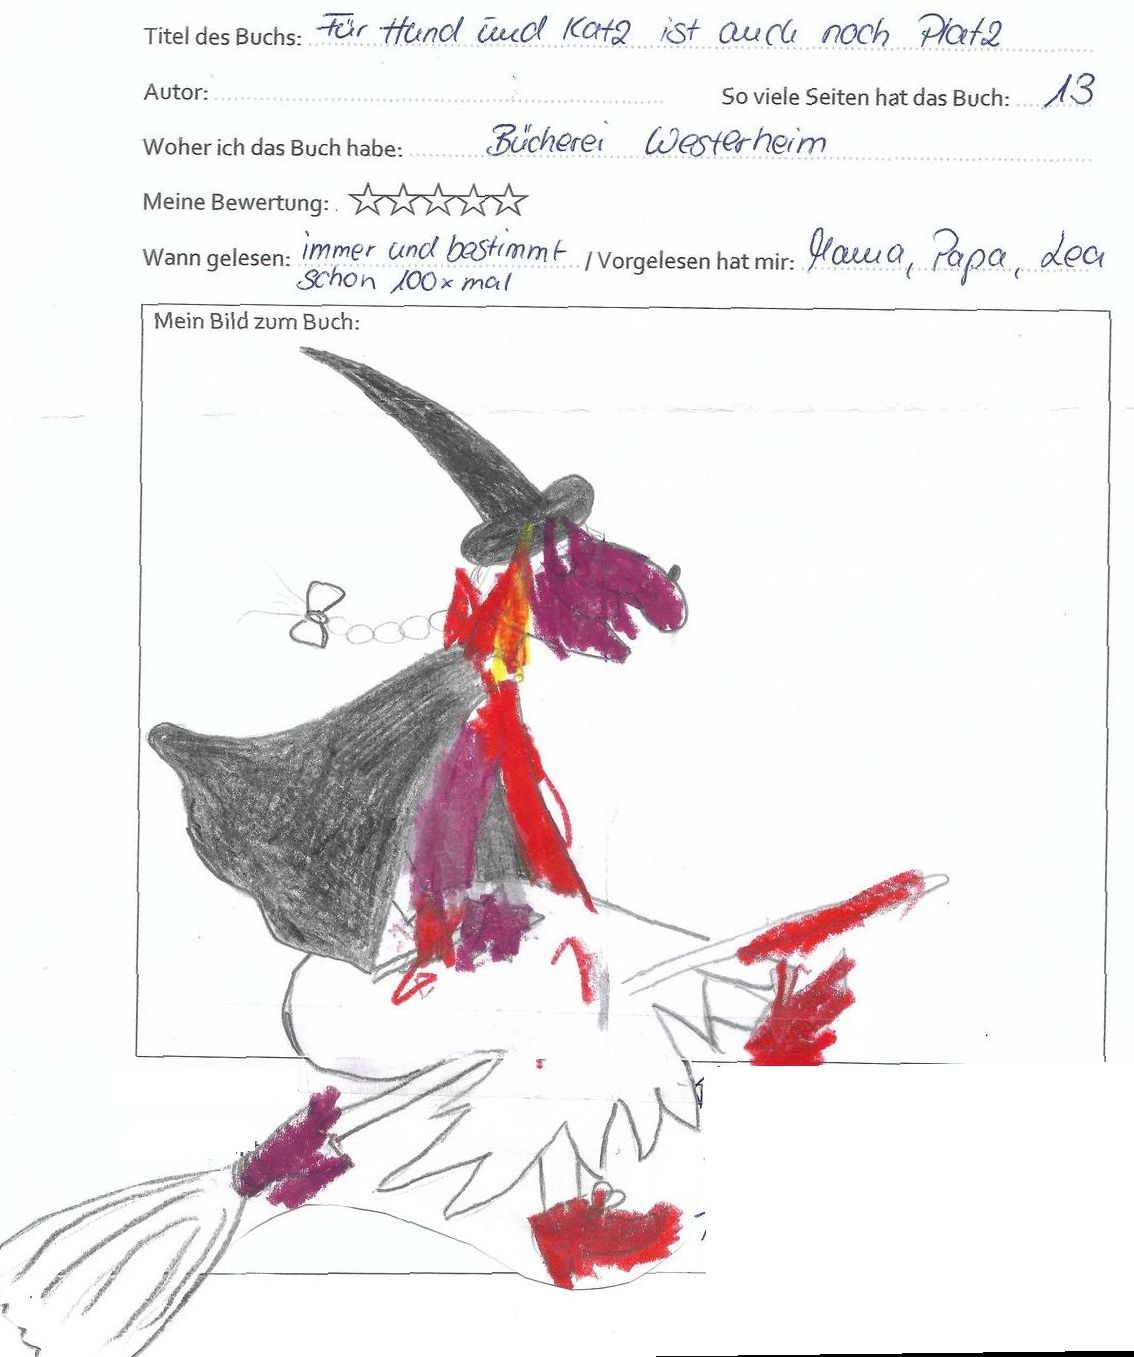 Titel des Buchs: Für Hund und Katz ist auch noch Platz
Autor:
So viele Seiten hat das Buch: 13
Woher ich das Buch habe: Bücherei Westerheim
Meine Bewertung:
Wann gelesen: immer und bestimmt schon 100x mal / Vorgelesen hat mir: Mama, Papa, Lea
Mein Bild zum Buch: